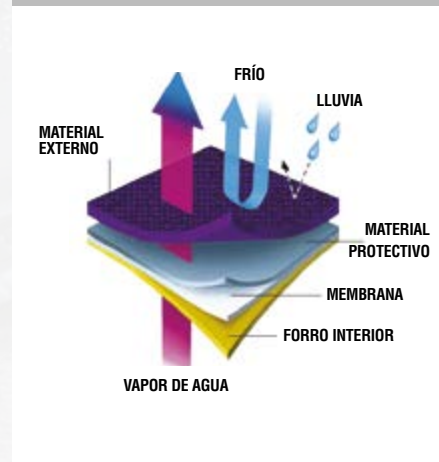 FRÍO
LLUVIA
MATERIAL
EXTERNO
MATERIAL
PROTECTIVO
MEMBRANA
FORRO INTERIOR
VAPOR DE AGUA